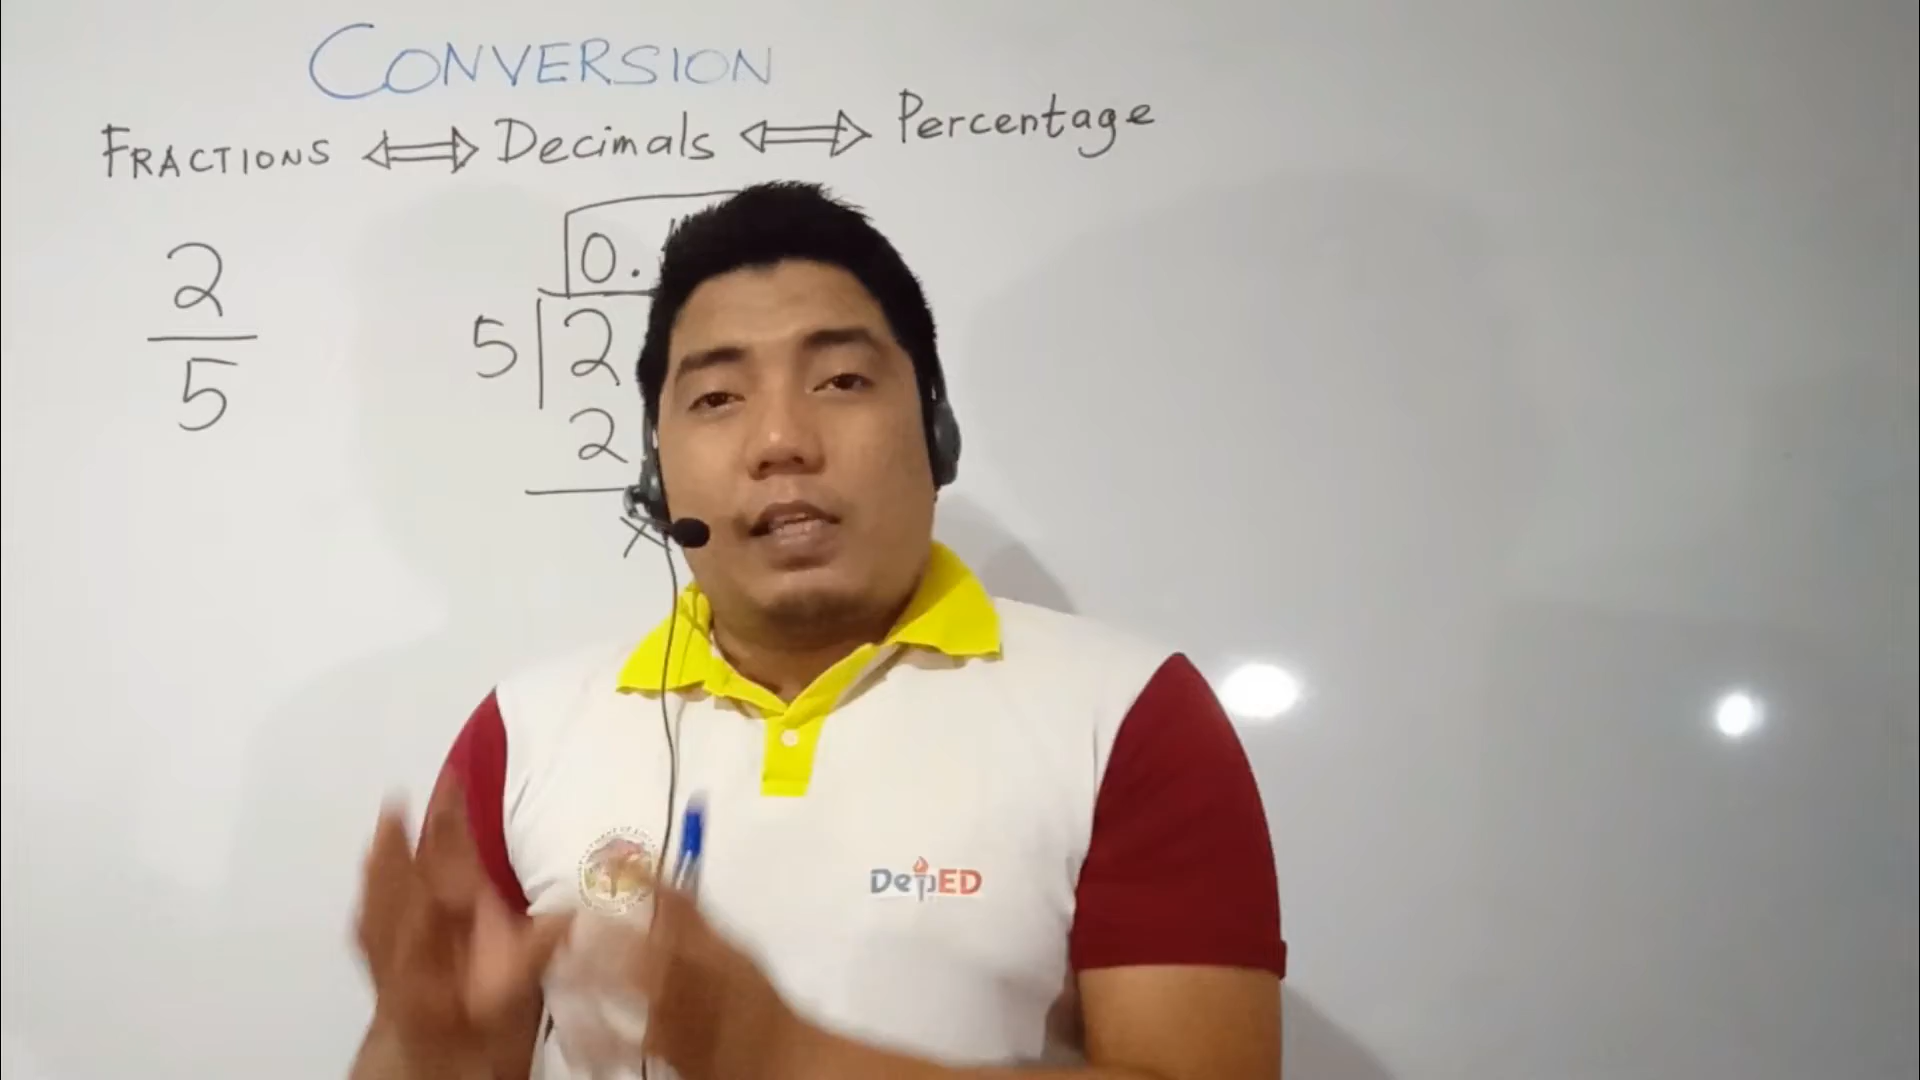 CONVERSION
FRACTIONS ⇔ Decimals ⇔ Percentage
2
5
0.
5 2
2
x
DepED